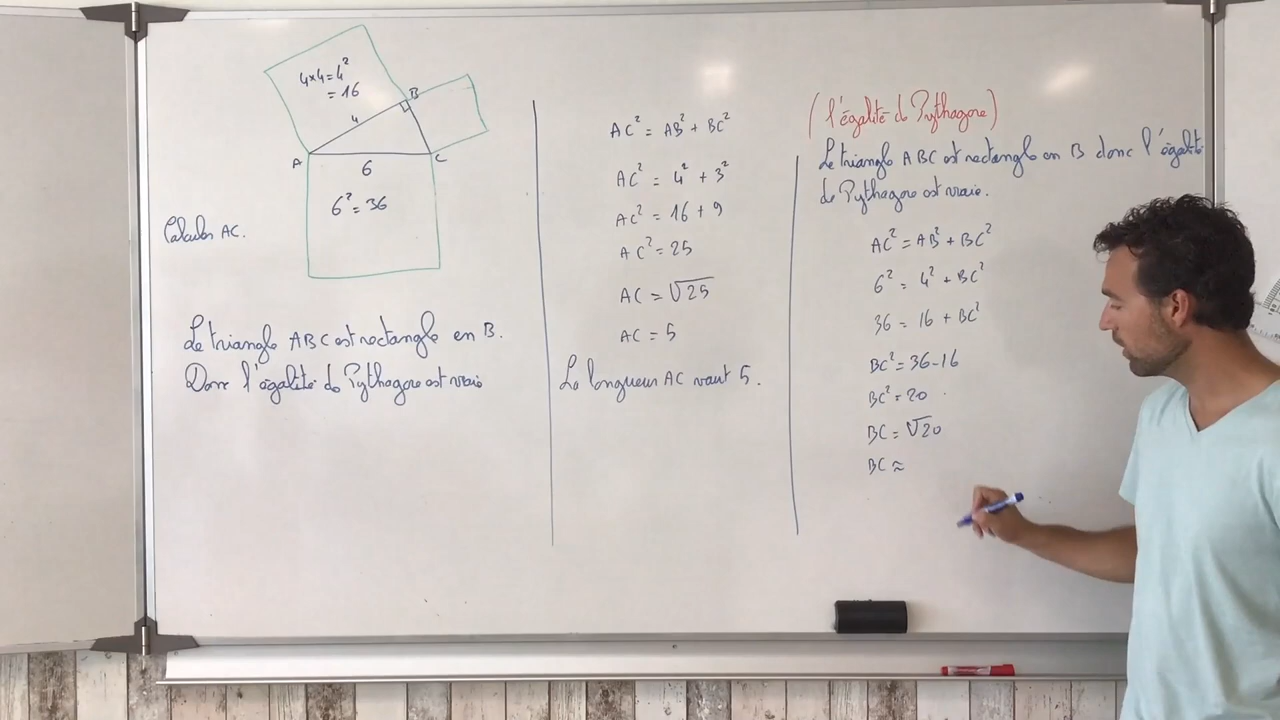 4×4=4²
=16
B
4
A
C
6
6²=36
Calculer AC.
Le triangle ABC est rectangle en B.
Donc l'égalité de Pythagore est vraie
AC² = AB² + BC²
AC² = 4² + 3²
AC² = 16 + 9
AC² = 25
AC = √25
AC = 5
La longueur AC vaut 5.
(l'égalité de Pythagore)
Le triangle ABC est rectangle en B donc l'égalité
de Pythagore est vraie.
AC² = AB² + BC²
6² = 4² + BC²
36 = 16 + BC²
BC² = 36-16
BC² = 20
BC = √20
BC ≈